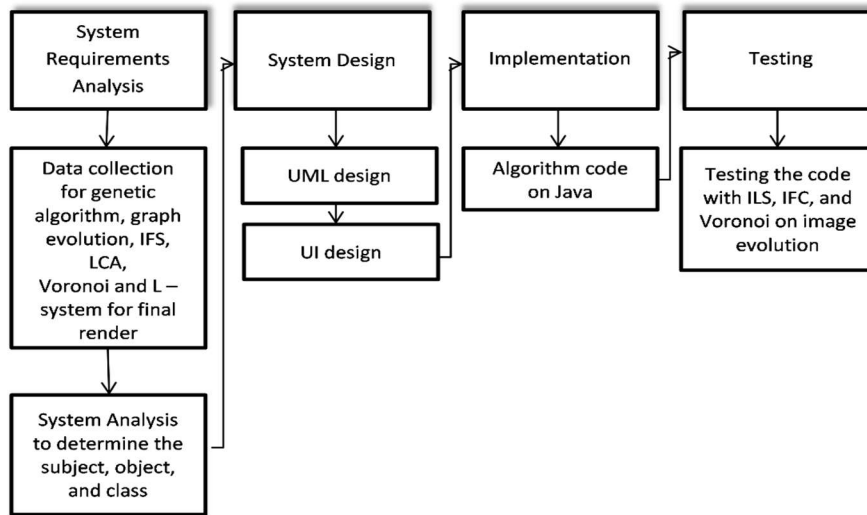 System
Requirements
Analysis
Data collection
for genetic
algorithm, graph
evolution, IFS,
LCA,
Voronoi and L –
system for final
render
System Analysis
to determine the
subject, object,
and class
System Design
UML design
UI design
Implementation
Algorithm code
on Java
Testing
Testing the code
with ILS, IFC, and
Voronoi on image
evolution